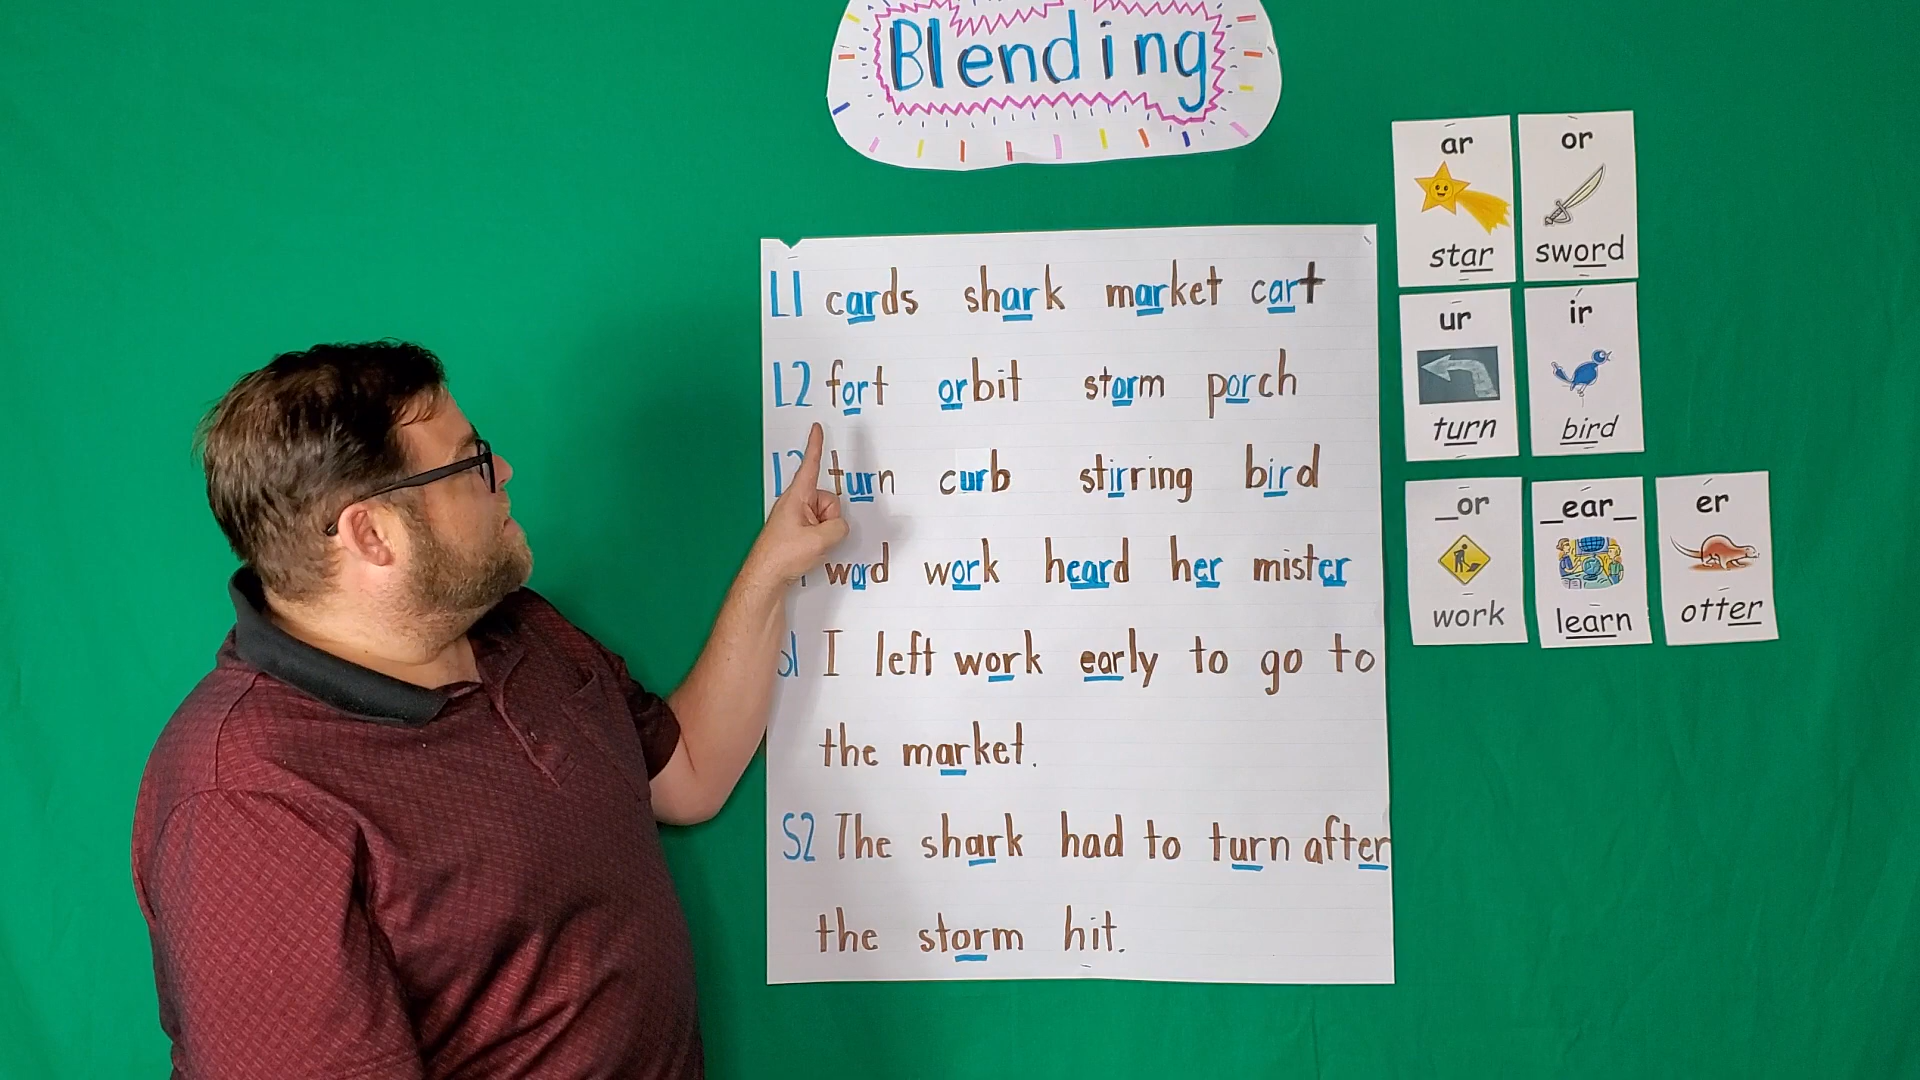 Blending
L1 cards shark market cart
L2 fort orbit storm porch
turn curb stirring bird
word work heard her mister
I left work early to go to
the market.
S2 The shark had to turn after
the storm hit.
ar
star
or
sword
ur
turn
ir
bird
_or
work
_ear_
learn
er
otter